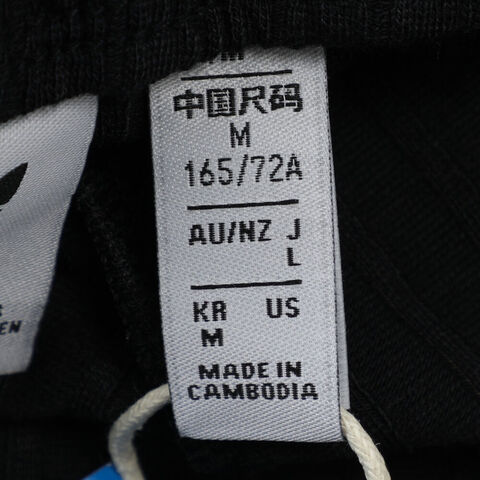 中国尺码
M
165/72A
AU/NZ J
L
KR US
M
MADE IN
CAMBODIA